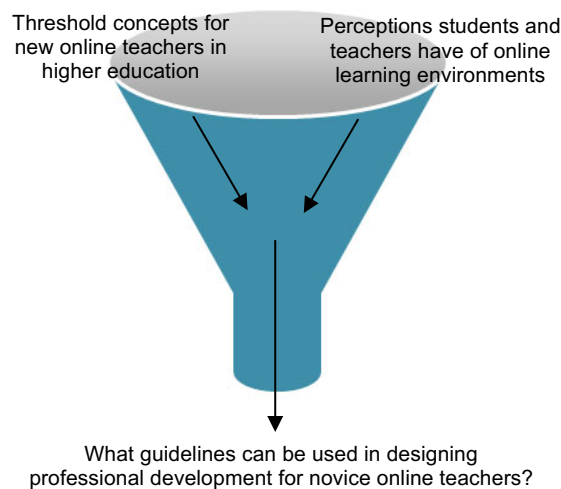 Threshold concepts for
new online teachers in
higher education
Perceptions students and
teachers have of online
learning environments
What guidelines can be used in designing
professional development for novice online teachers?